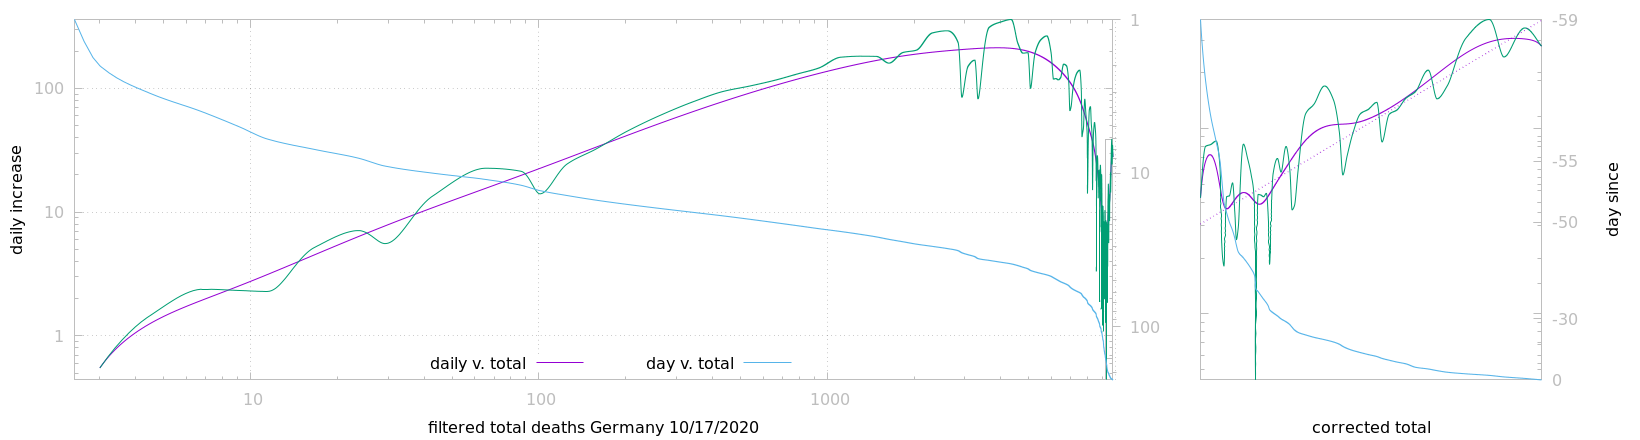 1
-59
100
daily increase
10
-55
day since
10
-50
100
-30
1
daily v. total
day v. total
0
10
100
1000
filtered total deaths Germany 10/17/2020
corrected total